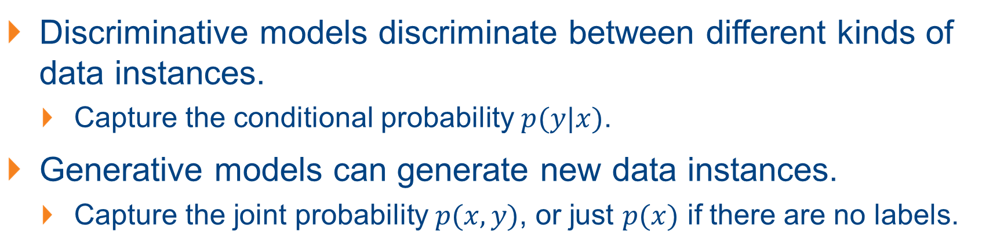 Discriminative models discriminate between different kinds of
data instances.
Capture the conditional probability p(y|x).
Generative models can generate new data instances.
Capture the joint probability p(x, y), or just p(x) if there are no labels.